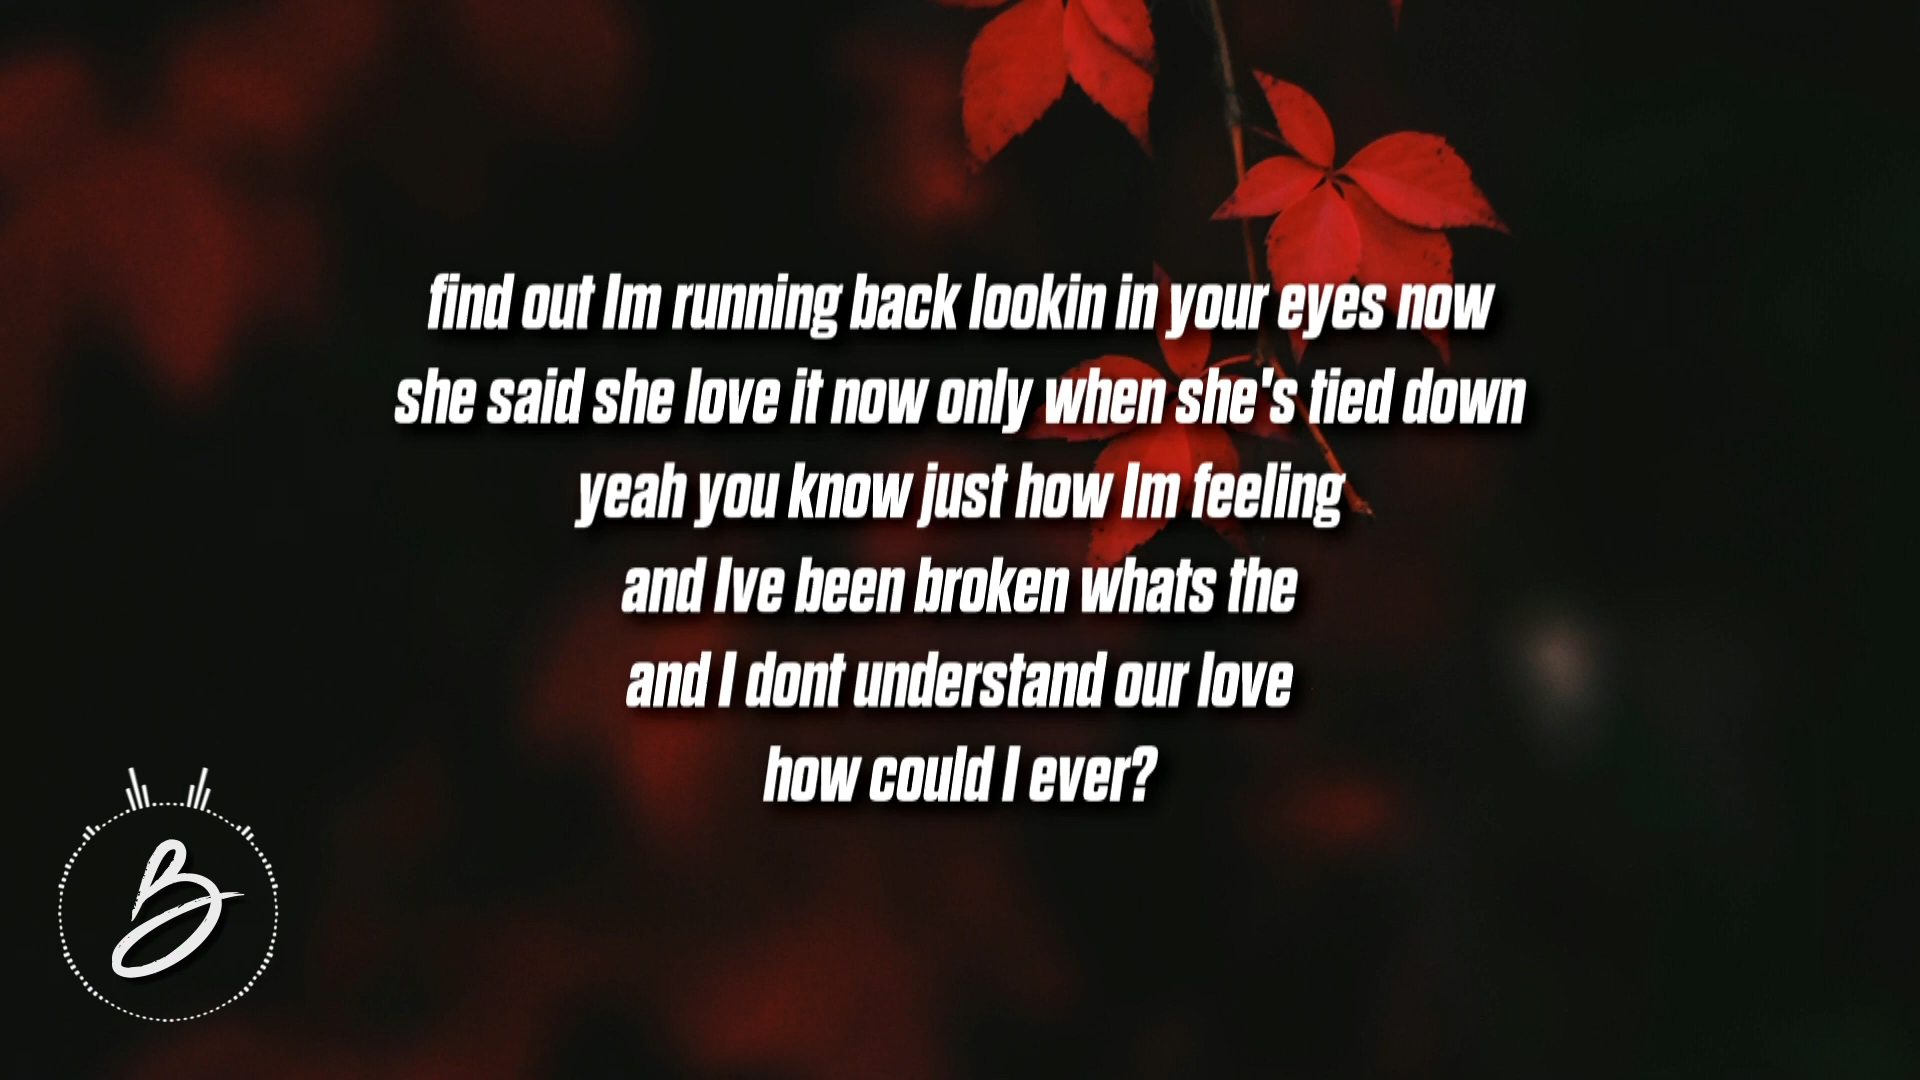 find out Im running back lookin in your eyes now
she said she love it now only when she's tied down
yeah you know just how Im feeling
and Ive been broken whats the
and I dont understand our love
how could I ever?
B